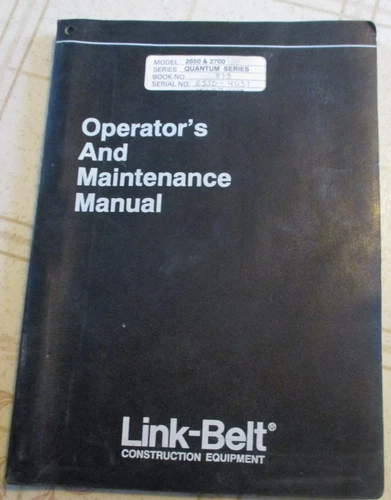 MODEL 2650 & 2700
SERIES QUANTUM SERIES
BOOK NO.
SERIAL NO.
Operator's
And
Maintenance
Manual
Link-Belt®
CONSTRUCTION EQUIPMENT